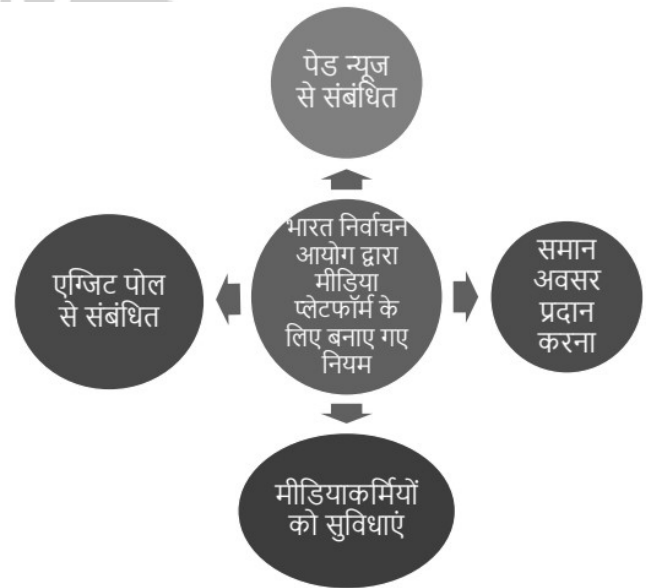 पेड न्यूज
से संबंधित
भारत निर्वाचन
आयोग द्वारा
मीडिया
प्लेटफॉर्म के
लिए बनाए गए
नियम
एग्जिट पोल
से संबंधित
समान
अवसर
प्रदान
करना
मीडियाकर्मियों
को सुविधाएं